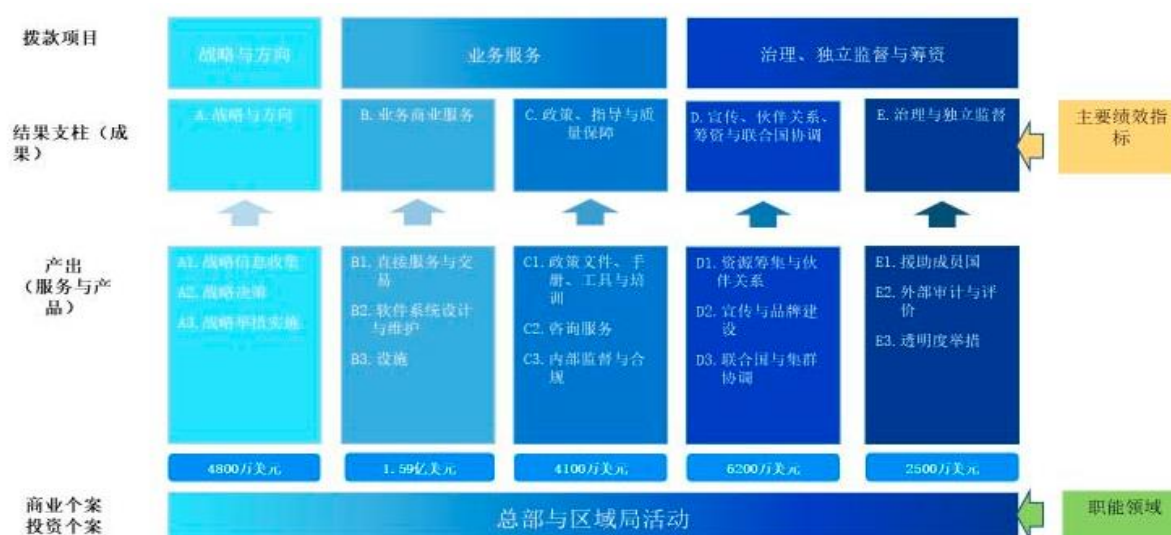 拨款项目
战略与方向
业务服务
治理、独立监督与筹资
结果支柱（成
果）
A. 战略与方向
B. 业务商业服务
C. 政策、指导与质
量保障
D. 宣传、伙伴关系、
筹资与联合国协调
E. 治理与独立监督
主要绩效指
标
产出
（服务与产
品）
A1. 战略信息收集
A2. 战略决策
A3. 战略举措实施
B1. 直接服务与交
易
B2. 软件系统设计
与维护
B3. 设施
C1. 政策文件、手
册、工具与培
训
C2. 咨询服务
C3. 内部监督与合
规
D1. 资源筹集与伙
伴关系
D2. 宣传与品牌建
设
D3. 联合国与集群
协调
E1. 援助成员国
E2. 外部审计与评
价
E3. 透明度举措
4800万美元
1.59亿美元
4100万美元
6200万美元
2500万美元
商业个案
投资个案
总部与区域局活动
职能领域